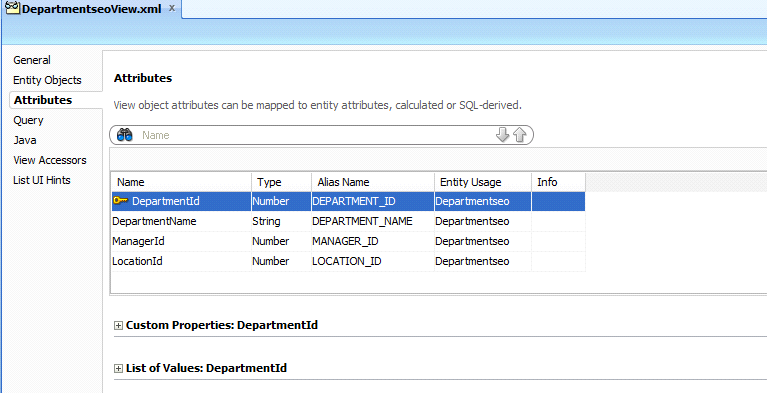 DepartmentseoView.xml x
General
Entity Objects
Attributes
Query
Java
View Accessors
List UI Hints
Attributes
View object attributes can be mapped to entity attributes, calculated or SQL-derived.
Name
Name Type Alias Name Entity Usage Info
DepartmentId Number DEPARTMENT_ID Departmentseo
DepartmentName String DEPARTMENT_NAME Departmentseo
ManagerId Number MANAGER_ID Departmentseo
LocationId Number LOCATION_ID Departmentseo
Custom Properties: DepartmentId
List of Values: DepartmentId